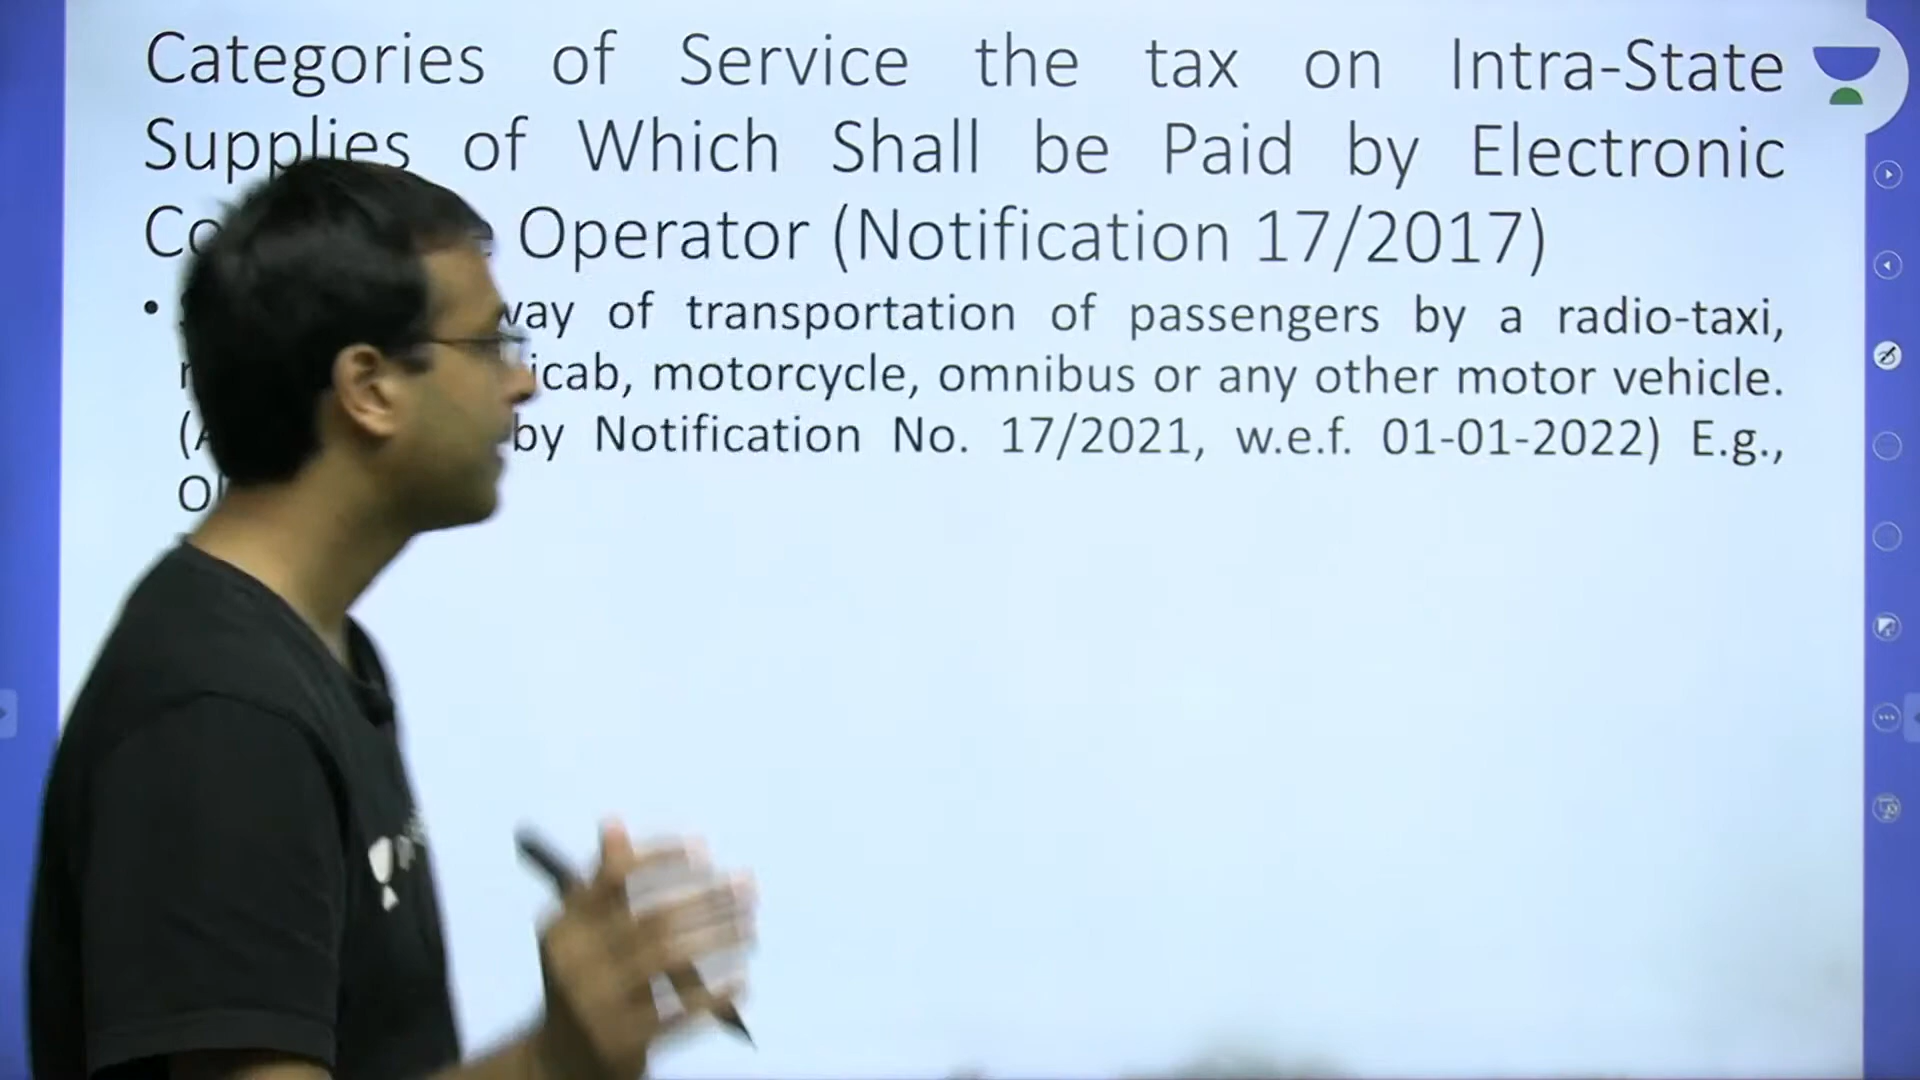 Categories of Service the tax on Intra-State
Supplies of Which Shall be Paid by Electronic
Operator (Notification 17/2017)
• way of transportation of passengers by a radio-taxi,
motorcycle, omnibus or any other motor vehicle.
by Notification No. 17/2021, w.e.f. 01-01-2022) E.g.,